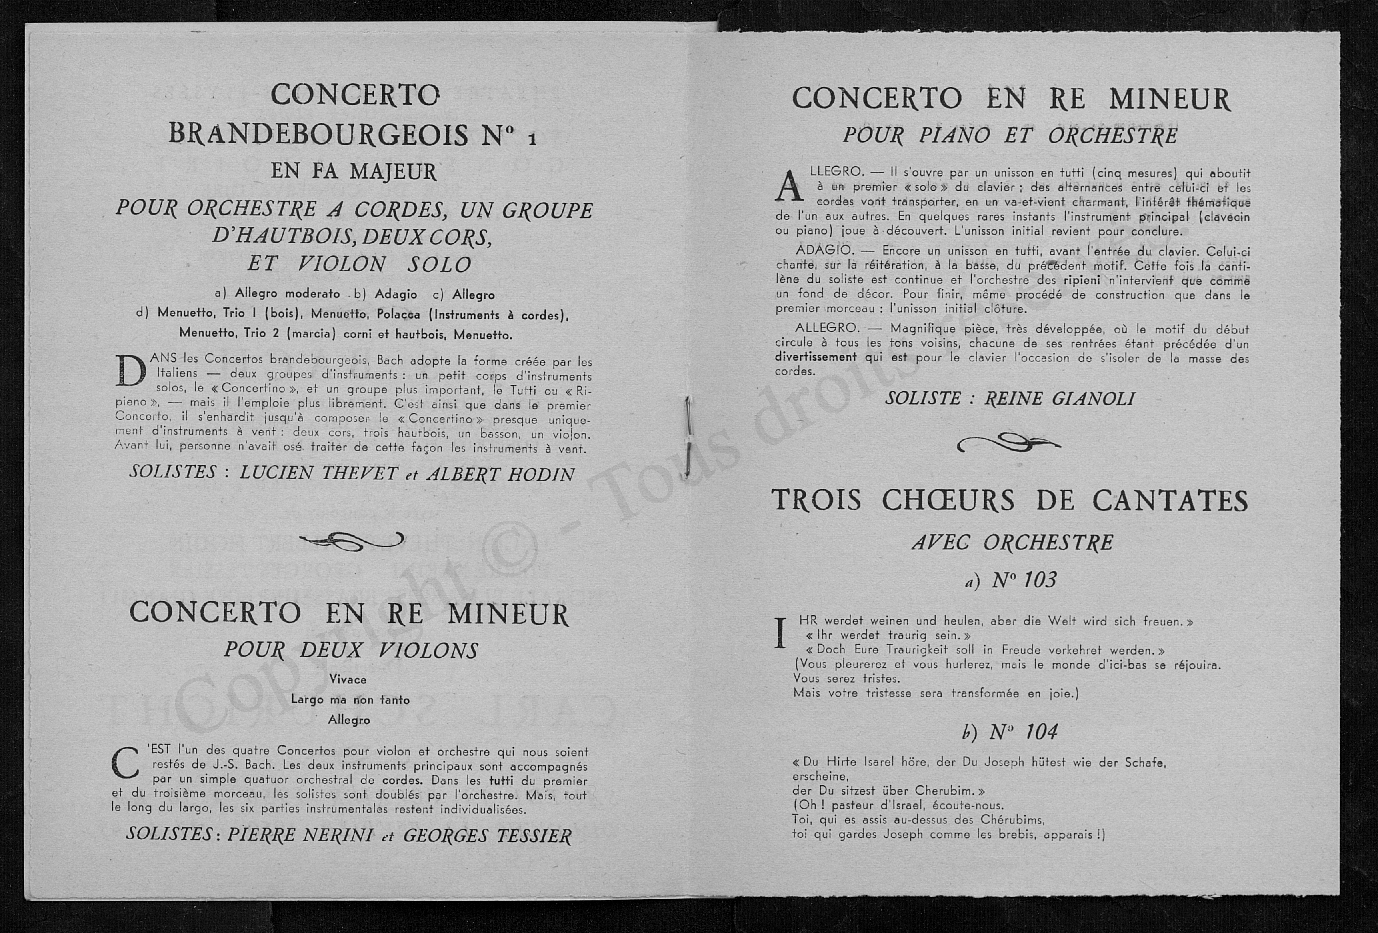 CONCERTO
BRANDEBOURGEOIS Nº 1
EN FA MAJEUR
POUR ORCHESTRE A CORDES, UN GROUPE
D'HAUTBOIS, DEUX CORS,
ET VIOLON SOLO
a) Allegro moderato - b) Adagio c) Allegro
d) Menuetto, Trio 1 (bois), Menuetto, Polacca (Instruments à cordes),
Menuetto, Trio 2 (marcia) corni et hautbois, Menuetto.
DANS les Concertos brandebourgeois, Bach adopte la forme créée par les
Italiens — deux groupes d'instruments : un petit corps d'instruments
solos, le « Concertino », et un groupe plus important, le Tutti ou « Ri-
pieno », — mais il l'emploie plus librement. C'est ainsi que dans le premier
Concerto, il s'enhardit jusqu'à composer le « Concertino » presque unique-
ment d'instruments à vent : deux cors, trois hautbois, un basson, un violon.
Avant lui, personne n'avait osé traiter de cette façon les instruments à vent.
SOLISTES : LUCIEN THEVET et ALBERT HODIN
CONCERTO EN RE MINEUR
POUR DEUX VIOLONS
Vivace
Largo ma non tanto
Allegro
C'EST l'un des quatre Concertos pour violon et orchestre qui nous soient
restés de J.-S. Bach. Les deux instruments principaux sont accompagnés
par un simple quatuor orchestral de cordes. Dans les tutti du premier
et du troisième morceau, les solistes sont doublés par l'orchestre. Mais, tout
le long du largo, les six parties instrumentales restent individualisées.
SOLISTES : PIERRE NERINI et GEORGES TESSIER
CONCERTO EN RE MINEUR
POUR PIANO ET ORCHESTRE
ALLEGRO. — Il s'ouvre par un unisson en tutti (cinq mesures) qui aboutit
à un premier « solo » du clavier ; des alternances entre celui-ci et les
cordes vont transporter, en un va-et-vient charmant, l'intérêt thématique
de l'un aux autres. En quelques rares instants l'instrument principal (clavecin
ou piano) joue à découvert. L'unisson initial revient pour conclure.
ADAGIO. — Encore un unisson en tutti, avant l'entrée du clavier. Celui-ci
chante, sur la réitération, à la basse, du précédent motif. Cette fois la canti-
lène du soliste est continue et l'orchestre des ripieni n'intervient que comme
un fond de décor. Pour finir, même procédé de construction que dans le
premier morceau : l'unisson initial clôture.
ALLEGRO. — Magnifique pièce, très développée, où le motif du début
circule à tous les tons voisins, chacune de ses rentrées étant précédée d'un
divertissement qui est pour le clavier l'occasion de s'isoler de la masse des
cordes.
SOLISTE : REINE GIANOLI
TROIS CHŒURS DE CANTATES
AVEC ORCHESTRE
a) Nº 103
IHR werdet weinen und heulen, aber die Welt wird sich freuen. »
« Ihr werdet traurig sein. »
« Doch Eure Traurigkeit soll in Freude verkehret werden. »
(Vous pleurerez et vous hurlerez, mais le monde d'ici-bas se réjouira.
Vous serez tristes.
Mais votre tristesse sera transformée en joie.)
b) Nº 104
« Du Hirte Isarel höre, der Du Joseph hütest wie der Schafe,
erscheine,
der Du sitzest über Cherubim. »
(Oh ! pasteur d'Israel, écoute-nous.
Toi, qui es assis au-dessus des Chérubims,
toi qui gardes Joseph comme les brebis, apparais !)
Copyright © - Tous droits